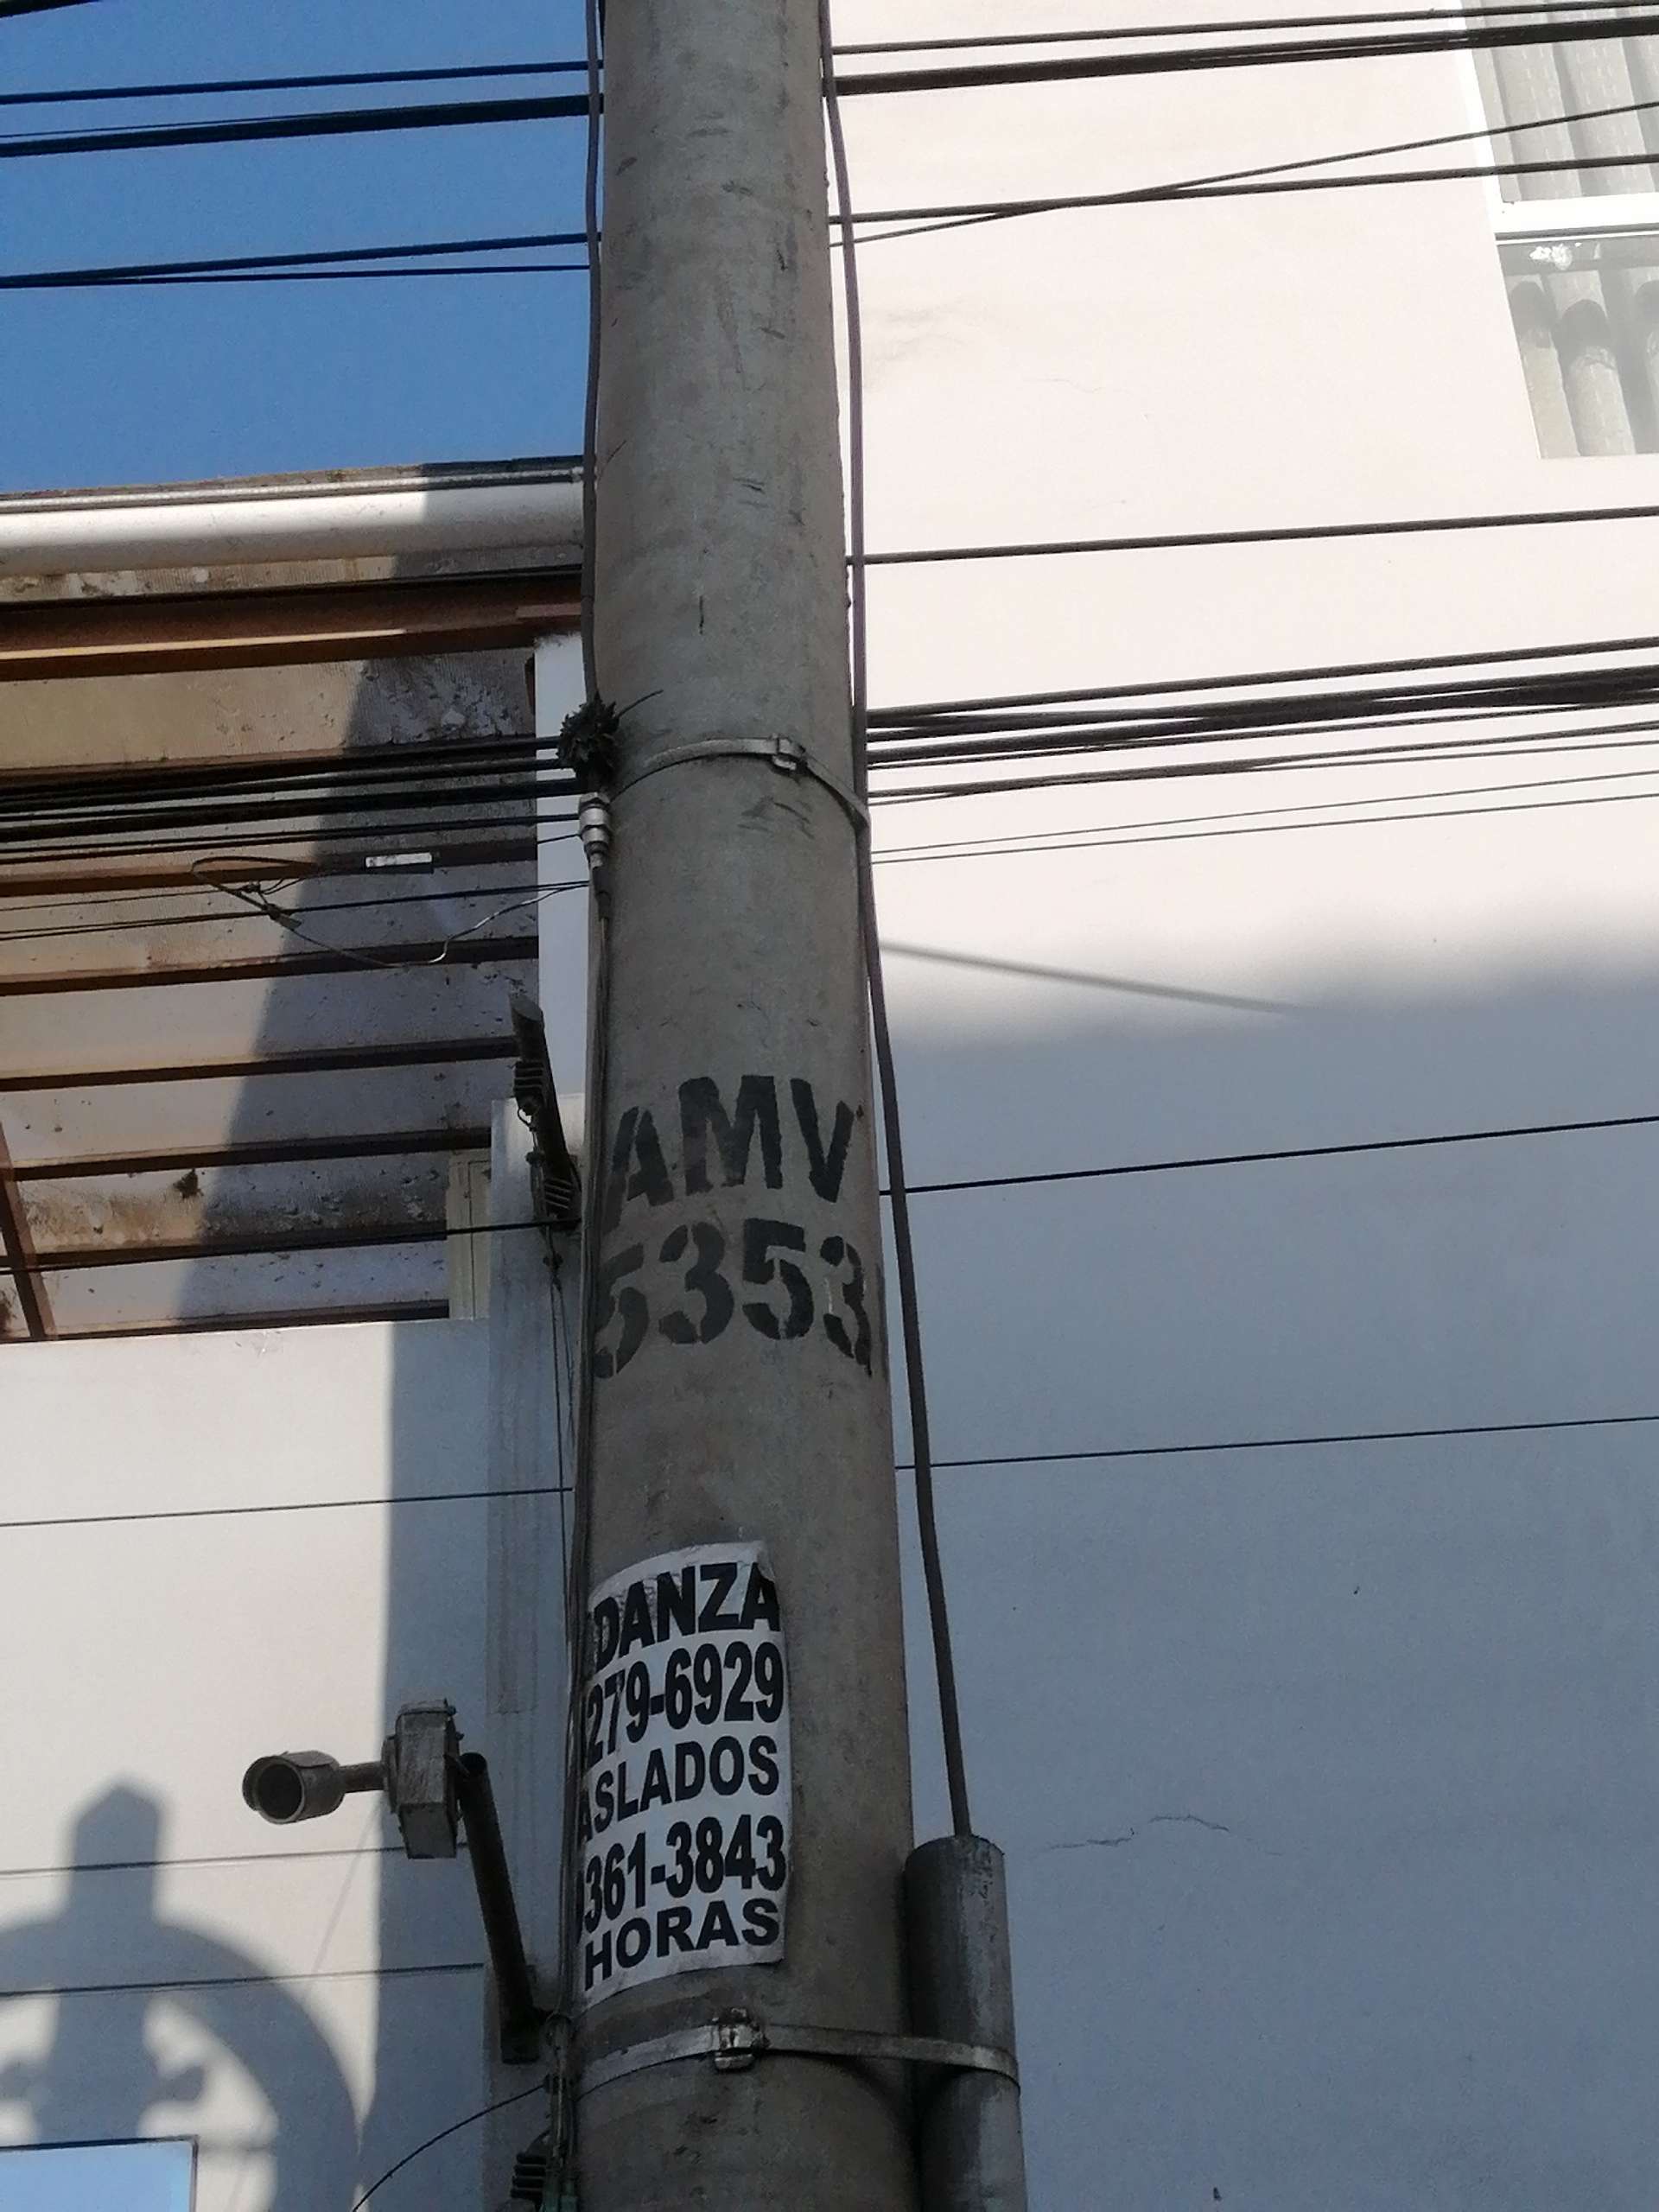 AMV
5353
DANZA
279-6929
ASLADOS
361-3843
HORAS